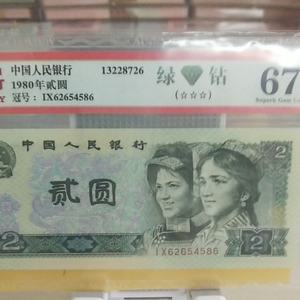 中国人民银行 13228726
1980年贰圆
冠号：IX62654586
绿 钻
(☆☆☆)
67
Superb Gem
中国人民银行
贰圆
2 2
IX62654586